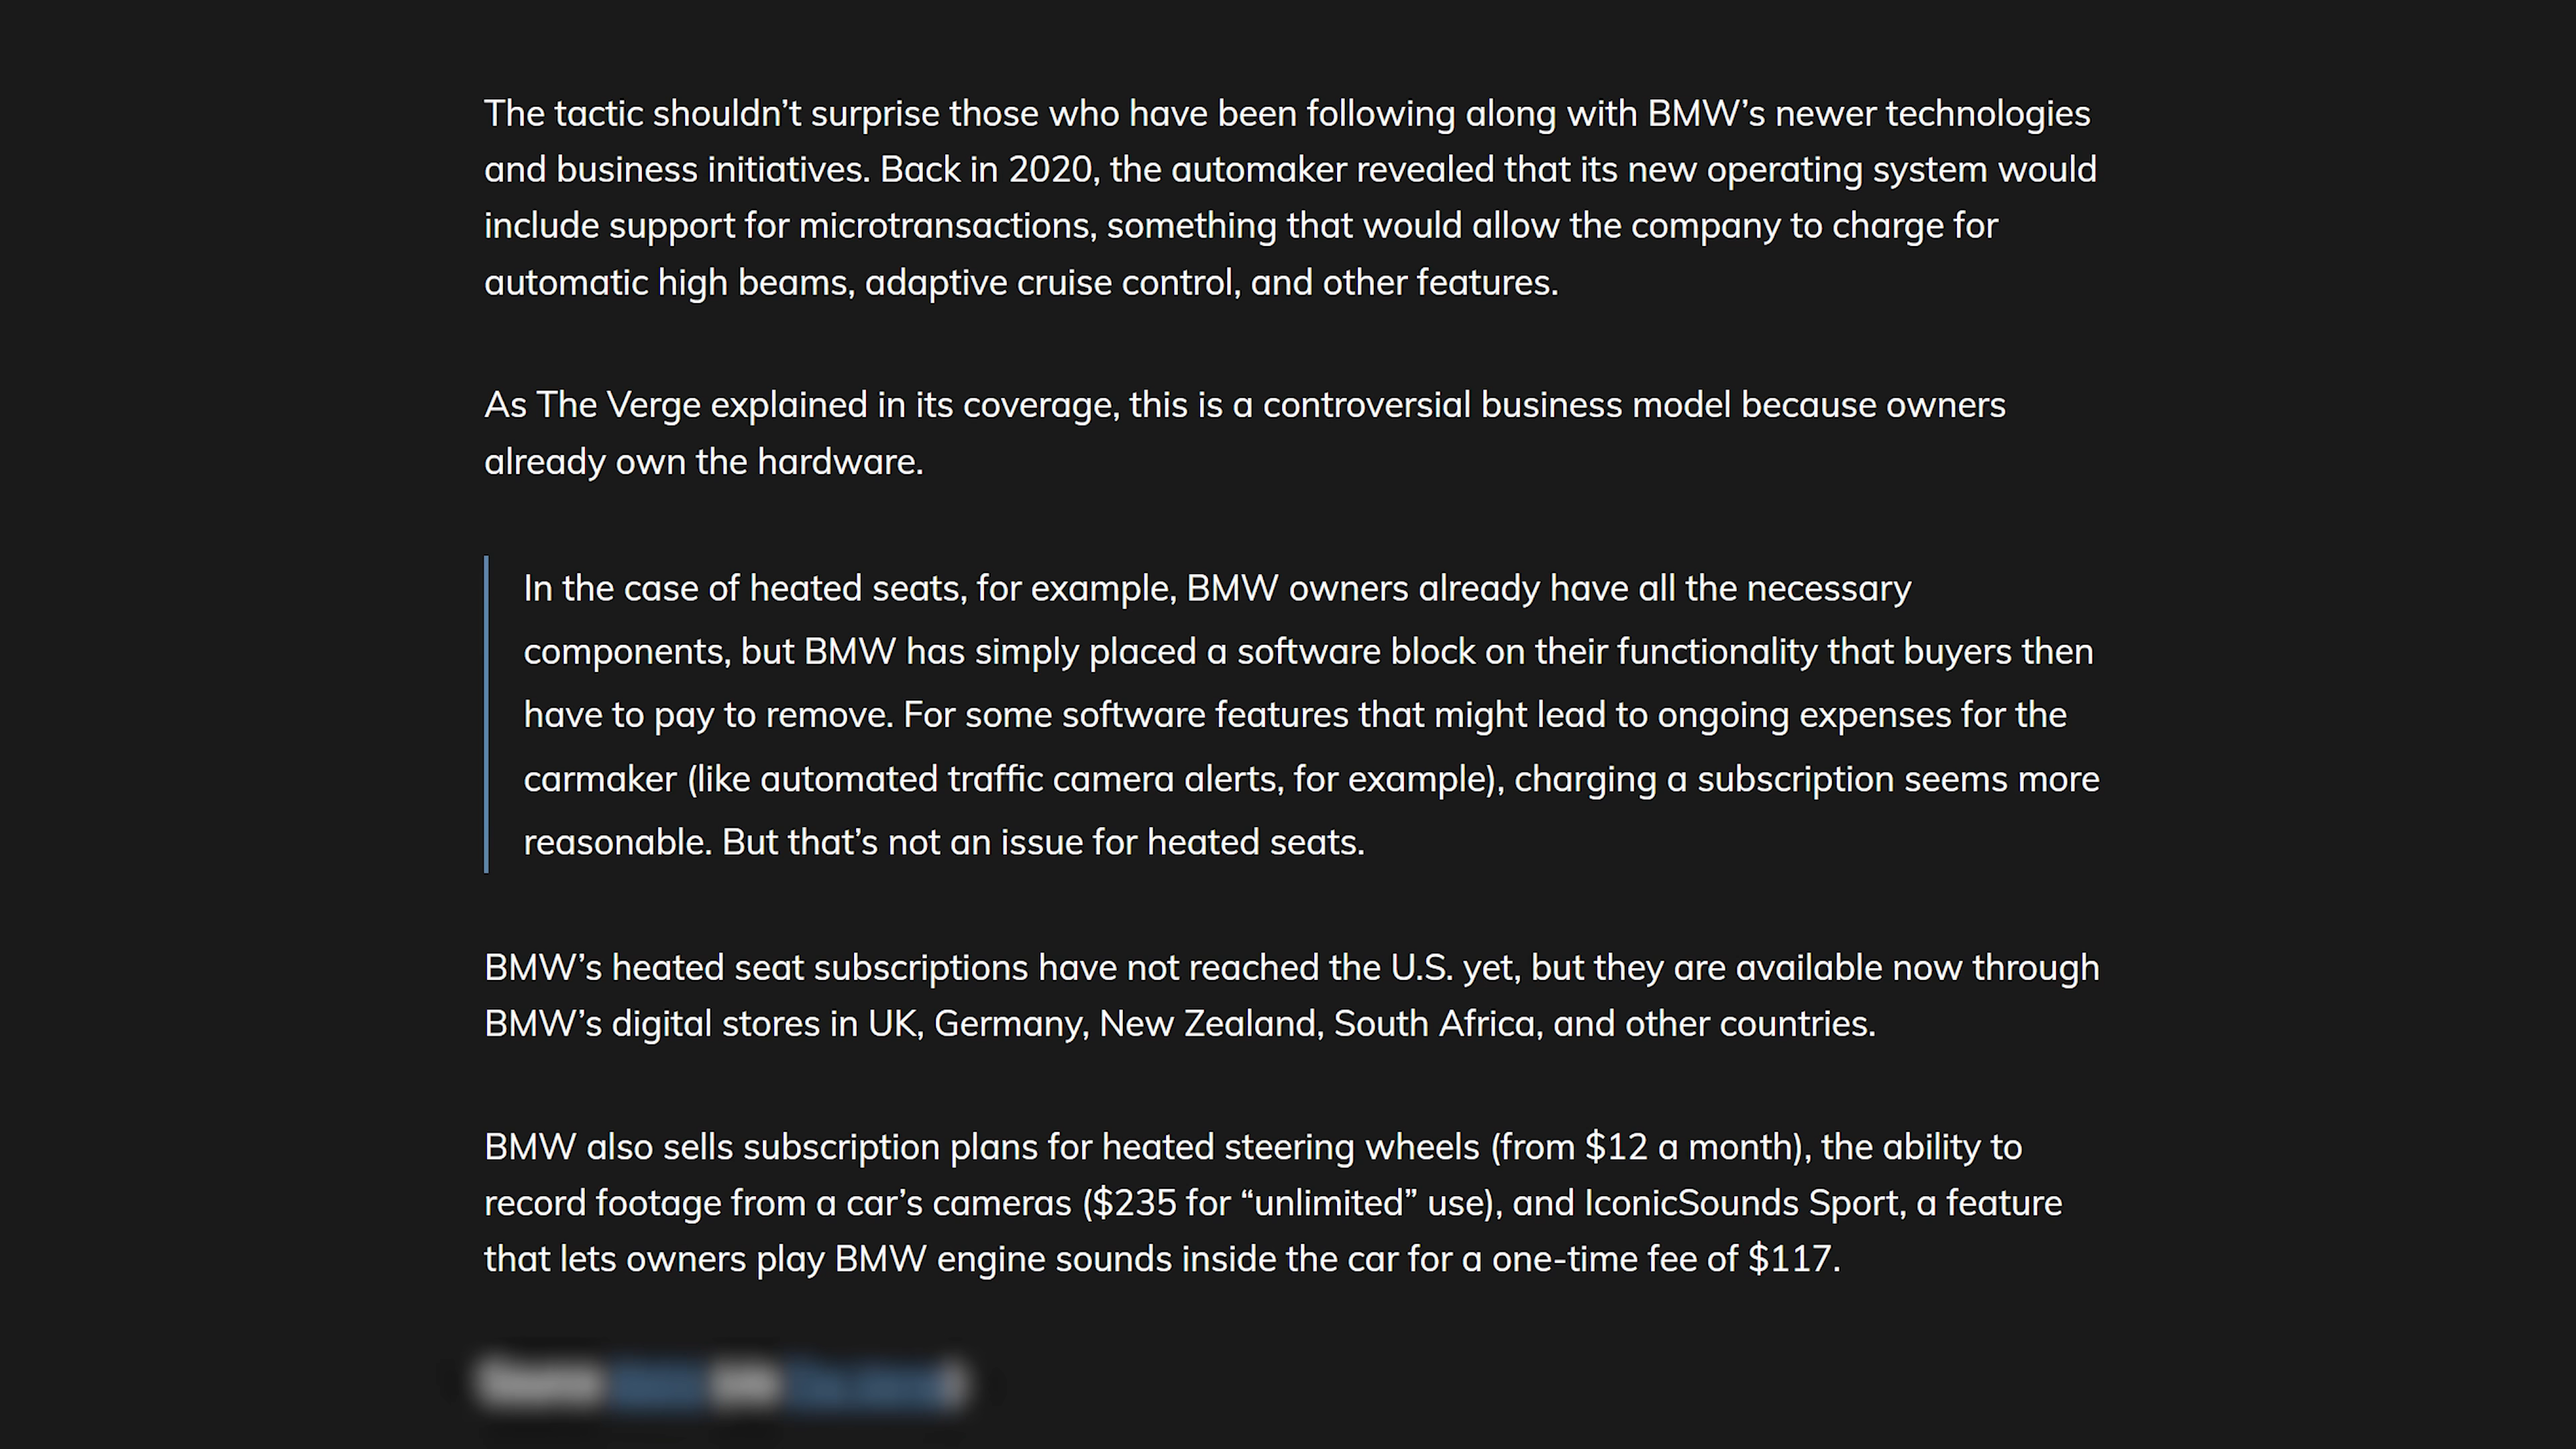 The tactic shouldn’t surprise those who have been following along with BMW’s newer technologies
and business initiatives. Back in 2020, the automaker revealed that its new operating system would
include support for microtransactions, something that would allow the company to charge for
automatic high beams, adaptive cruise control, and other features.
As The Verge explained in its coverage, this is a controversial business model because owners
already own the hardware.
In the case of heated seats, for example, BMW owners already have all the necessary
components, but BMW has simply placed a software block on their functionality that buyers then
have to pay to remove. For some software features that might lead to ongoing expenses for the
carmaker (like automated traffic camera alerts, for example), charging a subscription seems more
reasonable. But that’s not an issue for heated seats.
BMW’s heated seat subscriptions have not reached the U.S. yet, but they are available now through
BMW’s digital stores in UK, Germany, New Zealand, South Africa, and other countries.
BMW also sells subscription plans for heated steering wheels (from $12 a month), the ability to
record footage from a car’s cameras ($235 for “unlimited” use), and IconicSounds Sport, a feature
that lets owners play BMW engine sounds inside the car for a one-time fee of $117.